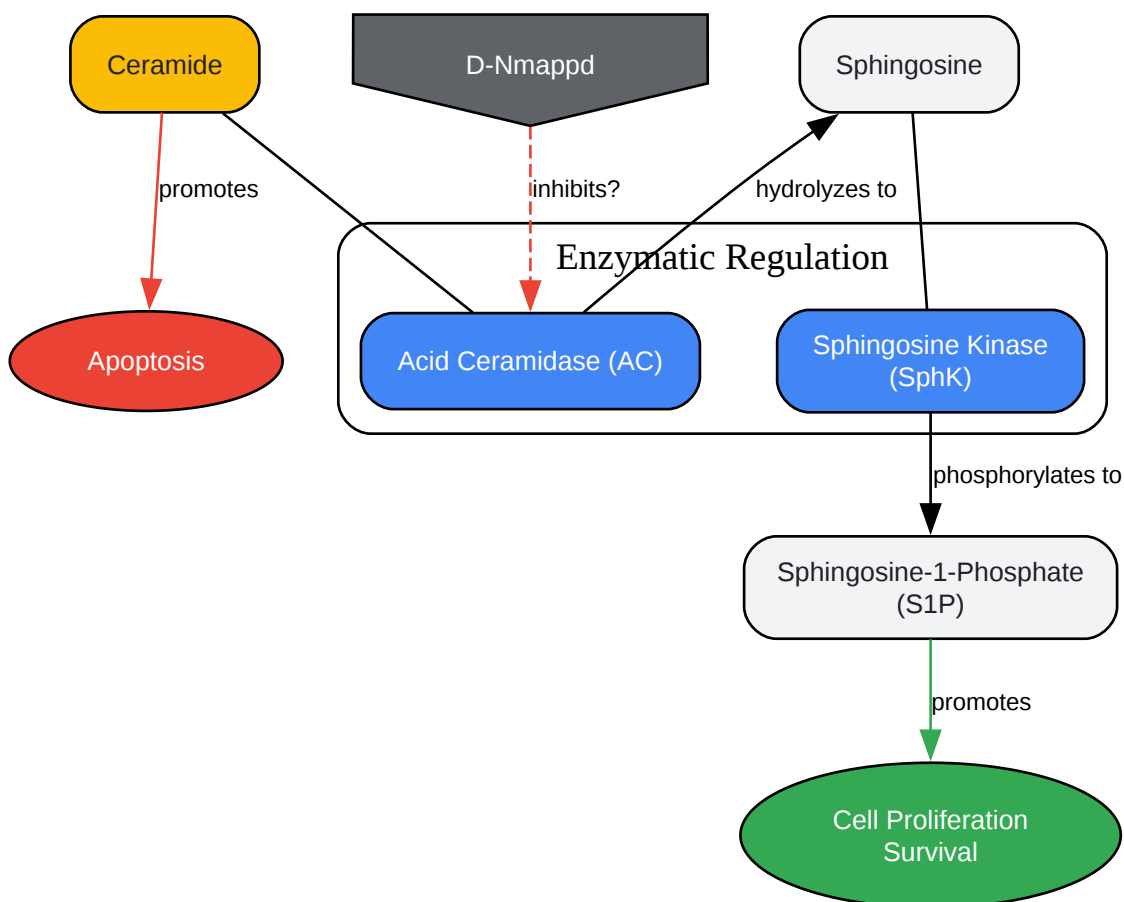 Ceramide
D-Nmappd
Sphingosine
promotes
inhibits?
hydrolyzes to
Enzymatic Regulation
Apoptosis
Acid Ceramidase (AC)
Sphingosine Kinase
(SphK)
phosphorylates to
Sphingosine-1-Phosphate
(S1P)
promotes
Cell Proliferation
Survival